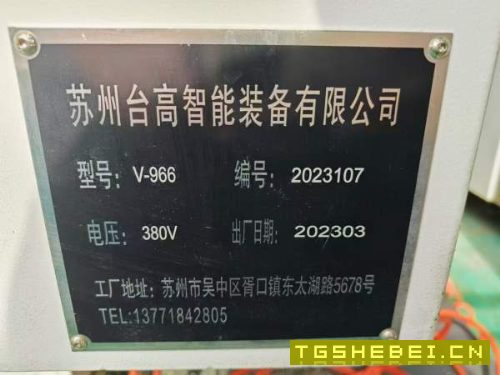 苏州台高智能装备有限公司
型号: V-966 编号: 2023107
电压: 380V 出厂日期: 202303
工厂地址: 苏州市吴中区胥口镇东太湖路5678号
TEL:13771842805
TGSHEBEI.CN